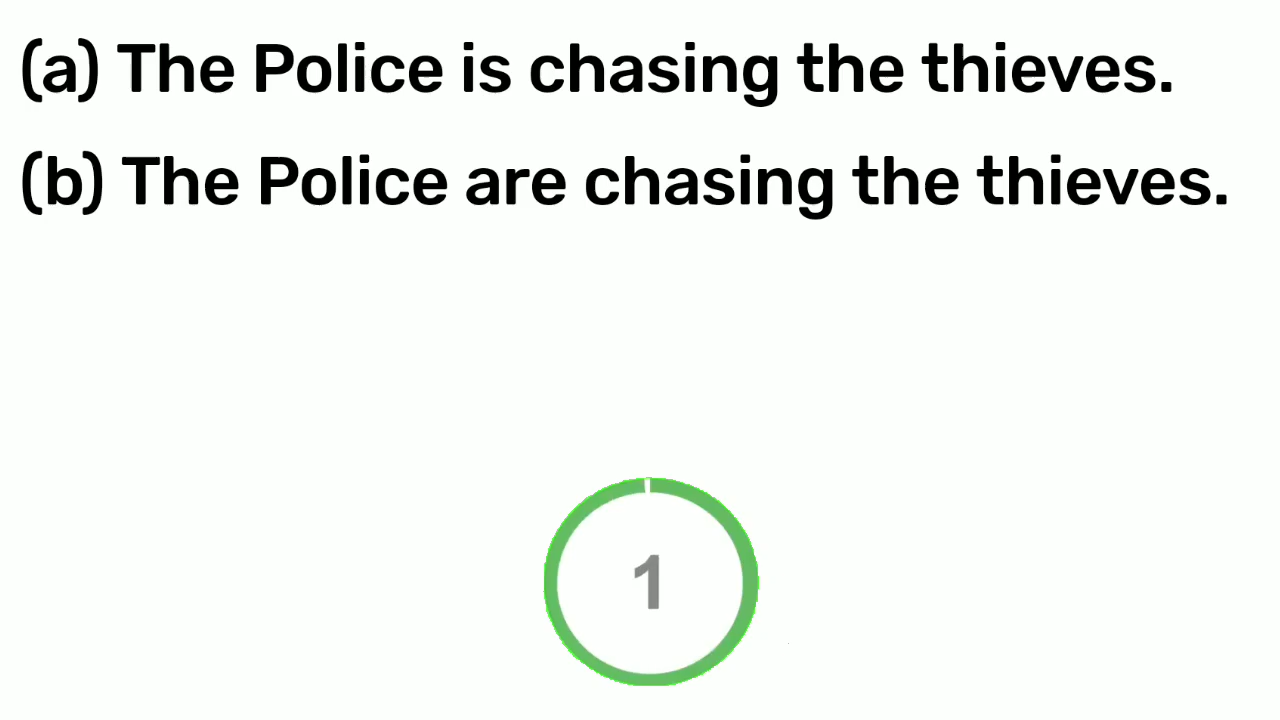 (a) The Police is chasing the thieves.
(b) The Police are chasing the thieves.
1